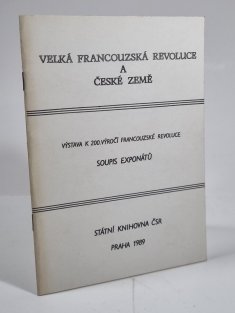 VELKÁ FRANCOUZSKÁ REVOLUCE
A
ČESKÉ ZEMĚ
VÝSTAVA K 200.VÝROČÍ FRANCOUZSKÉ REVOLUCE
SOUPIS EXPONÁTŮ
STÁTNÍ KNIHOVNA ČSR
PRAHA 1989